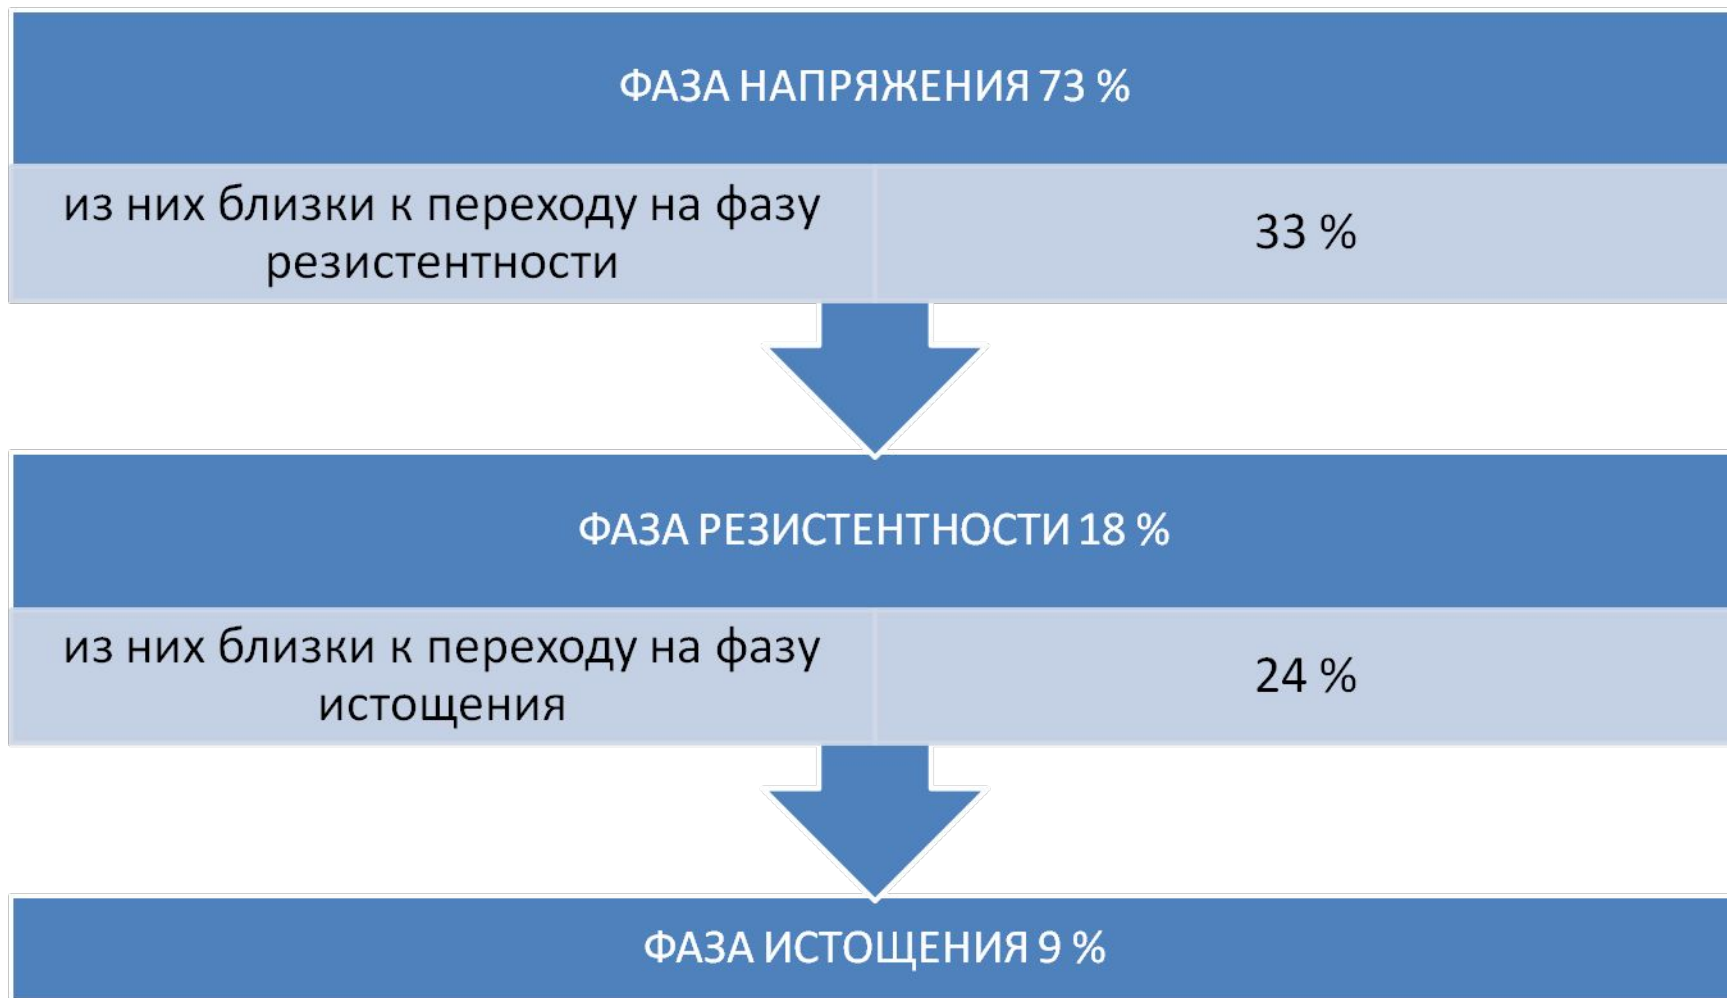 ФАЗА НАПРЯЖЕНИЯ 73 %
из них близки к переходу на фазу
резистентности
33 %
ФАЗА РЕЗИСТЕНТНОСТИ 18 %
из них близки к переходу на фазу
истощения
24 %
ФАЗА ИСТОЩЕНИЯ 9 %